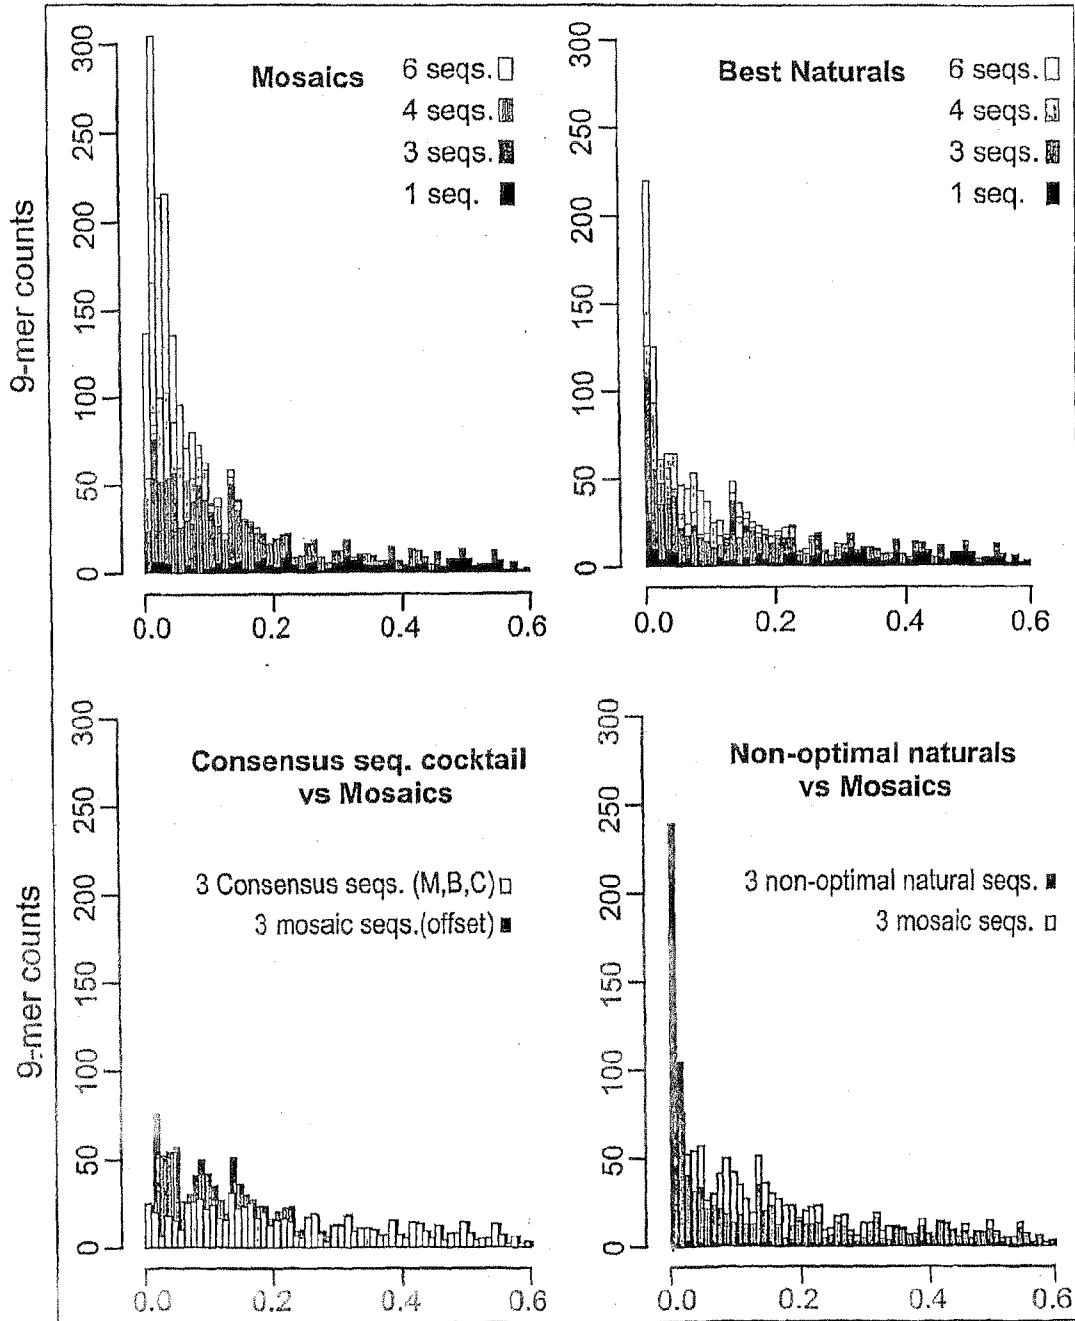 Mosaics
6 seqs.
4 seqs.
3 seqs.
1 seq.
300
250
200
150
100
50
0
9-mer counts
0.0 0.2 0.4 0.6
Best Naturals
6 seqs.
4 seqs.
3 seqs.
1 seq.
300
250
200
150
100
50
0
0.0 0.2 0.4 0.6
Consensus seq. cocktail
vs Mosaics
3 Consensus seqs. (M,B,C)
3 mosaic seqs.(offset)
300
250
200
150
100
50
0
9-mer counts
0.0 0.2 0.4 0.6
Non-optimal naturals
vs Mosaics
3 non-optimal natural seqs.
3 mosaic seqs.
300
250
200
150
100
50
0
0.0 0.2 0.4 0.6